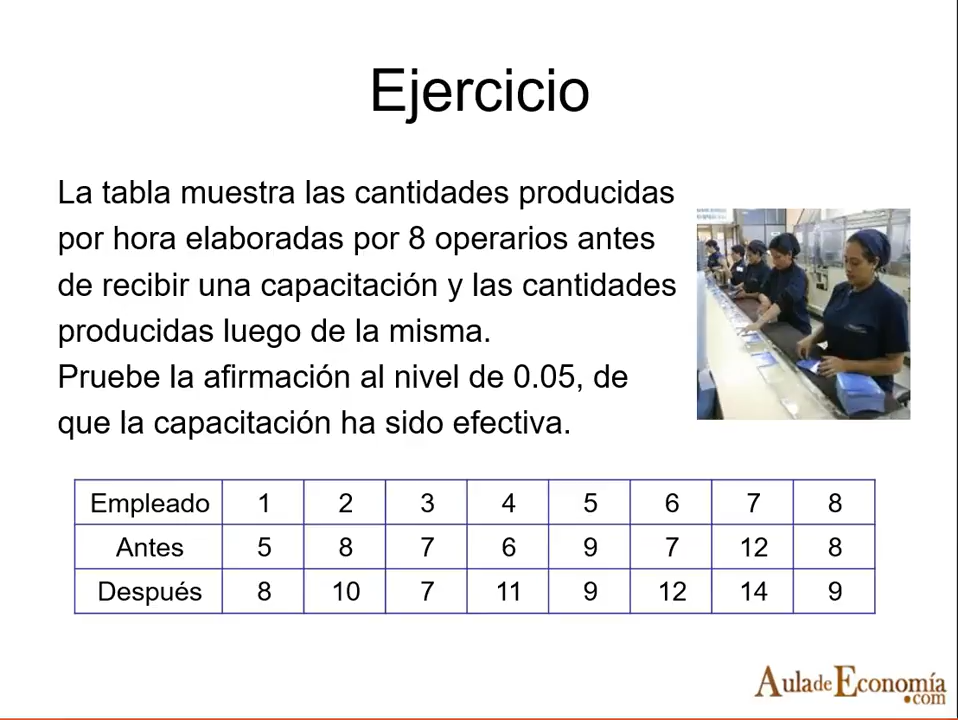 Ejercicio
La tabla muestra las cantidades producidas
por hora elaboradas por 8 operarios antes
de recibir una capacitación y las cantidades
producidas luego de la misma.
Pruebe la afirmación al nivel de 0.05, de
que la capacitación ha sido efectiva.
Empleado 1 2 3 4 5 6 7 8
Antes 5 8 7 6 9 7 12 8
Después 8 10 7 11 9 12 14 9
AuladeEconomía
.com